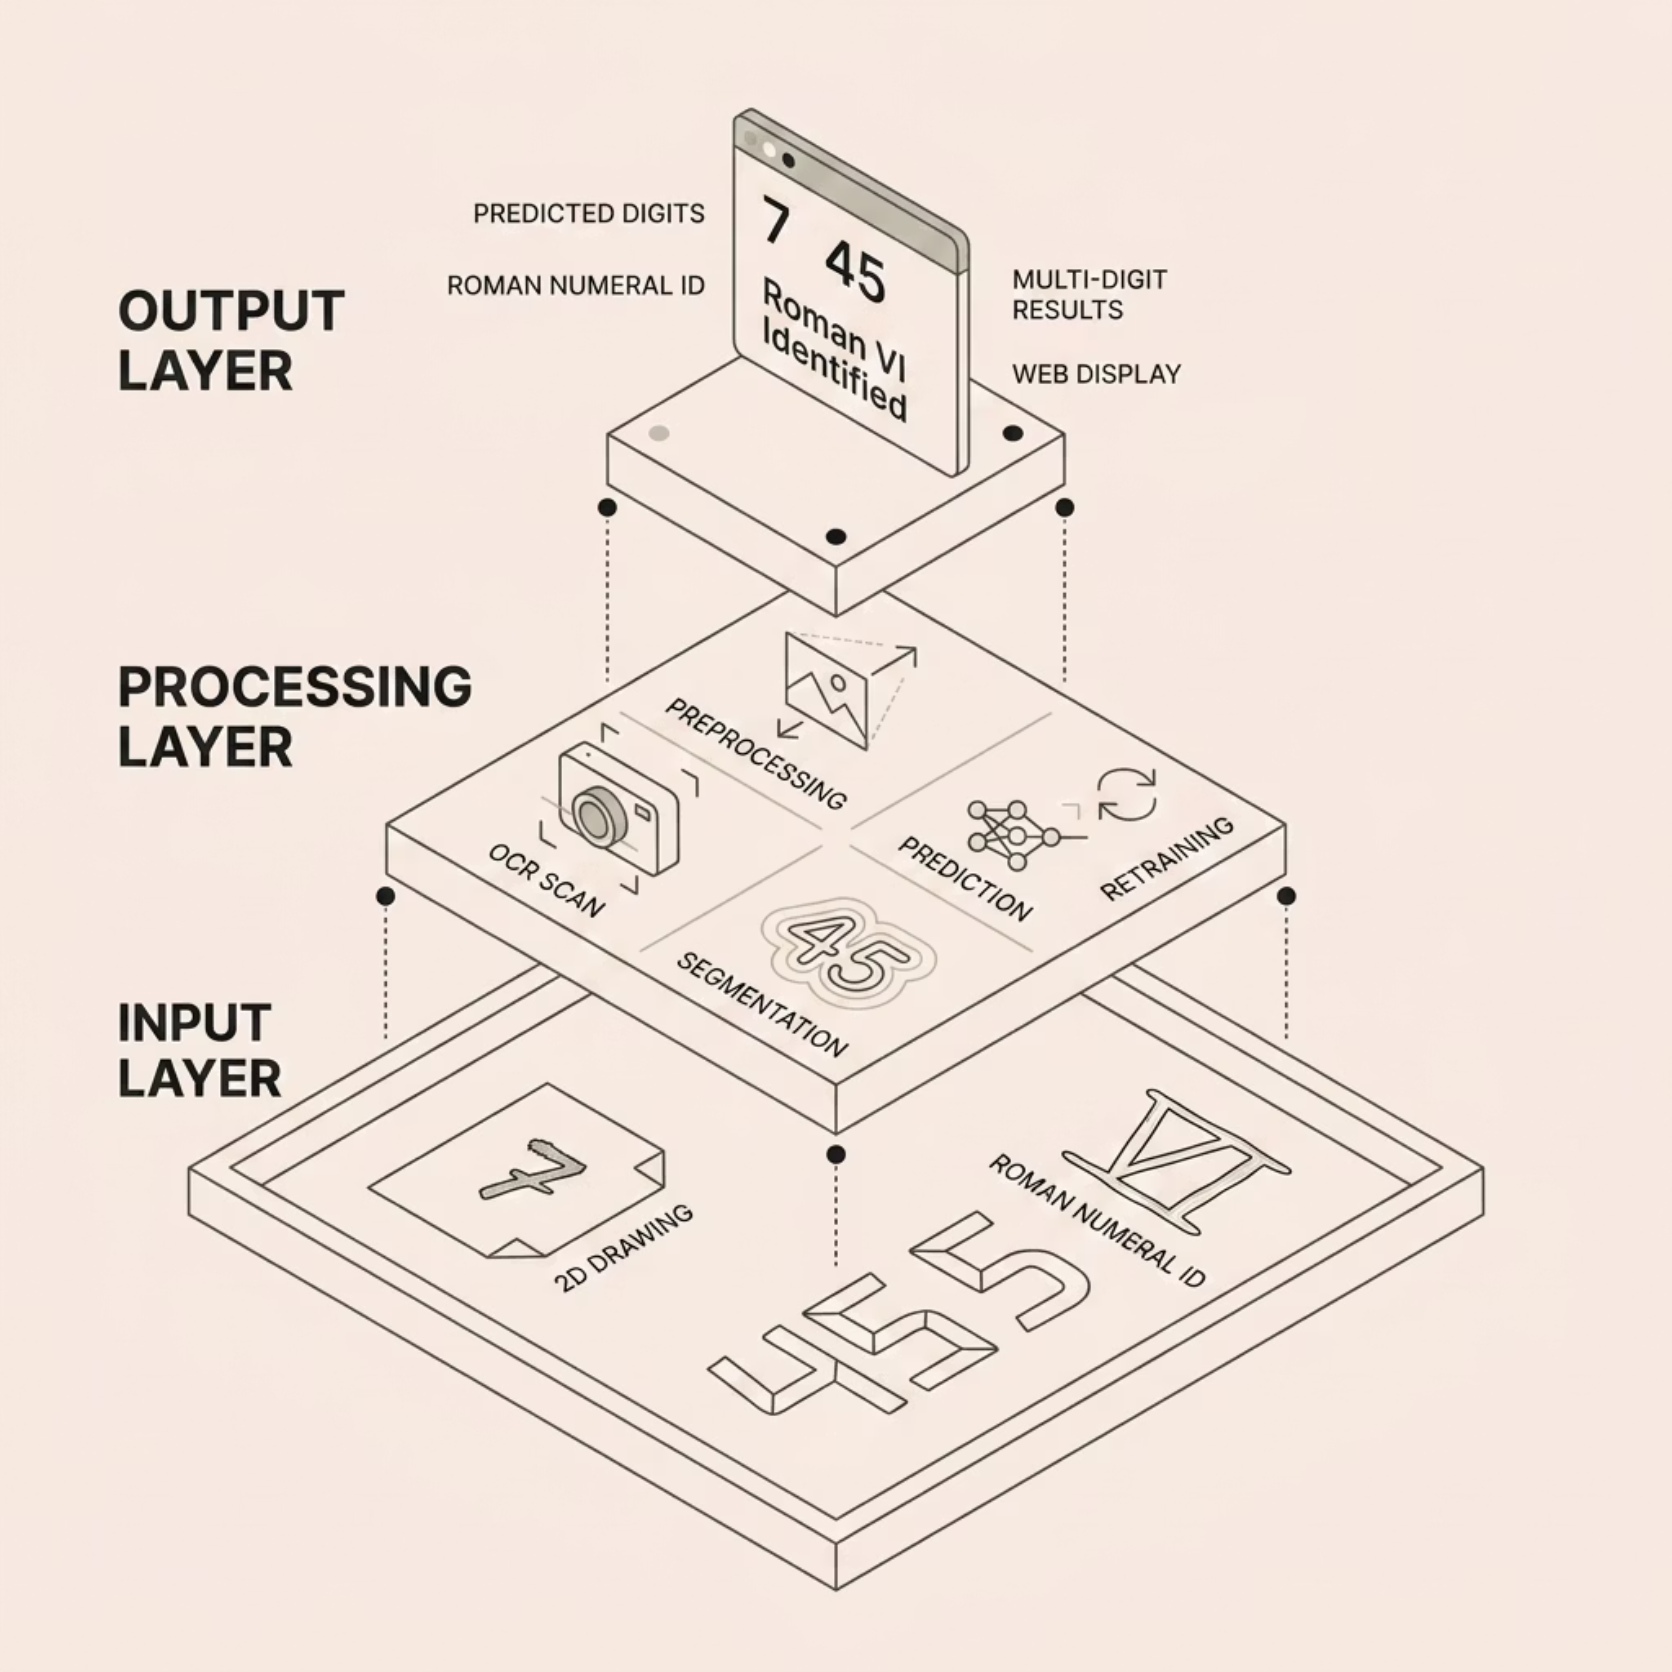 PREDICTED DIGITS
ROMAN NUMERAL ID
7 45
Roman VI
Identified
MULTI-DIGIT
RESULTS
WEB DISPLAY
OUTPUT
LAYER
PROCESSING
LAYER
PREPROCESSING
OCR SCAN
PREDICTION
RETRAINING
45
SEGMENTATION
INPUT
LAYER
7
2D DRAWING
VI
ROMAN NUMERAL ID
455